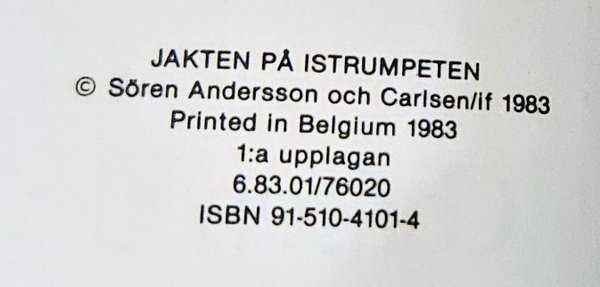 JAKTEN PÅ ISTRUMPETEN
© Sören Andersson och Carlsen/if 1983
Printed in Belgium 1983
1:a upplagan
6.83.01/76020
ISBN 91-510-4101-4